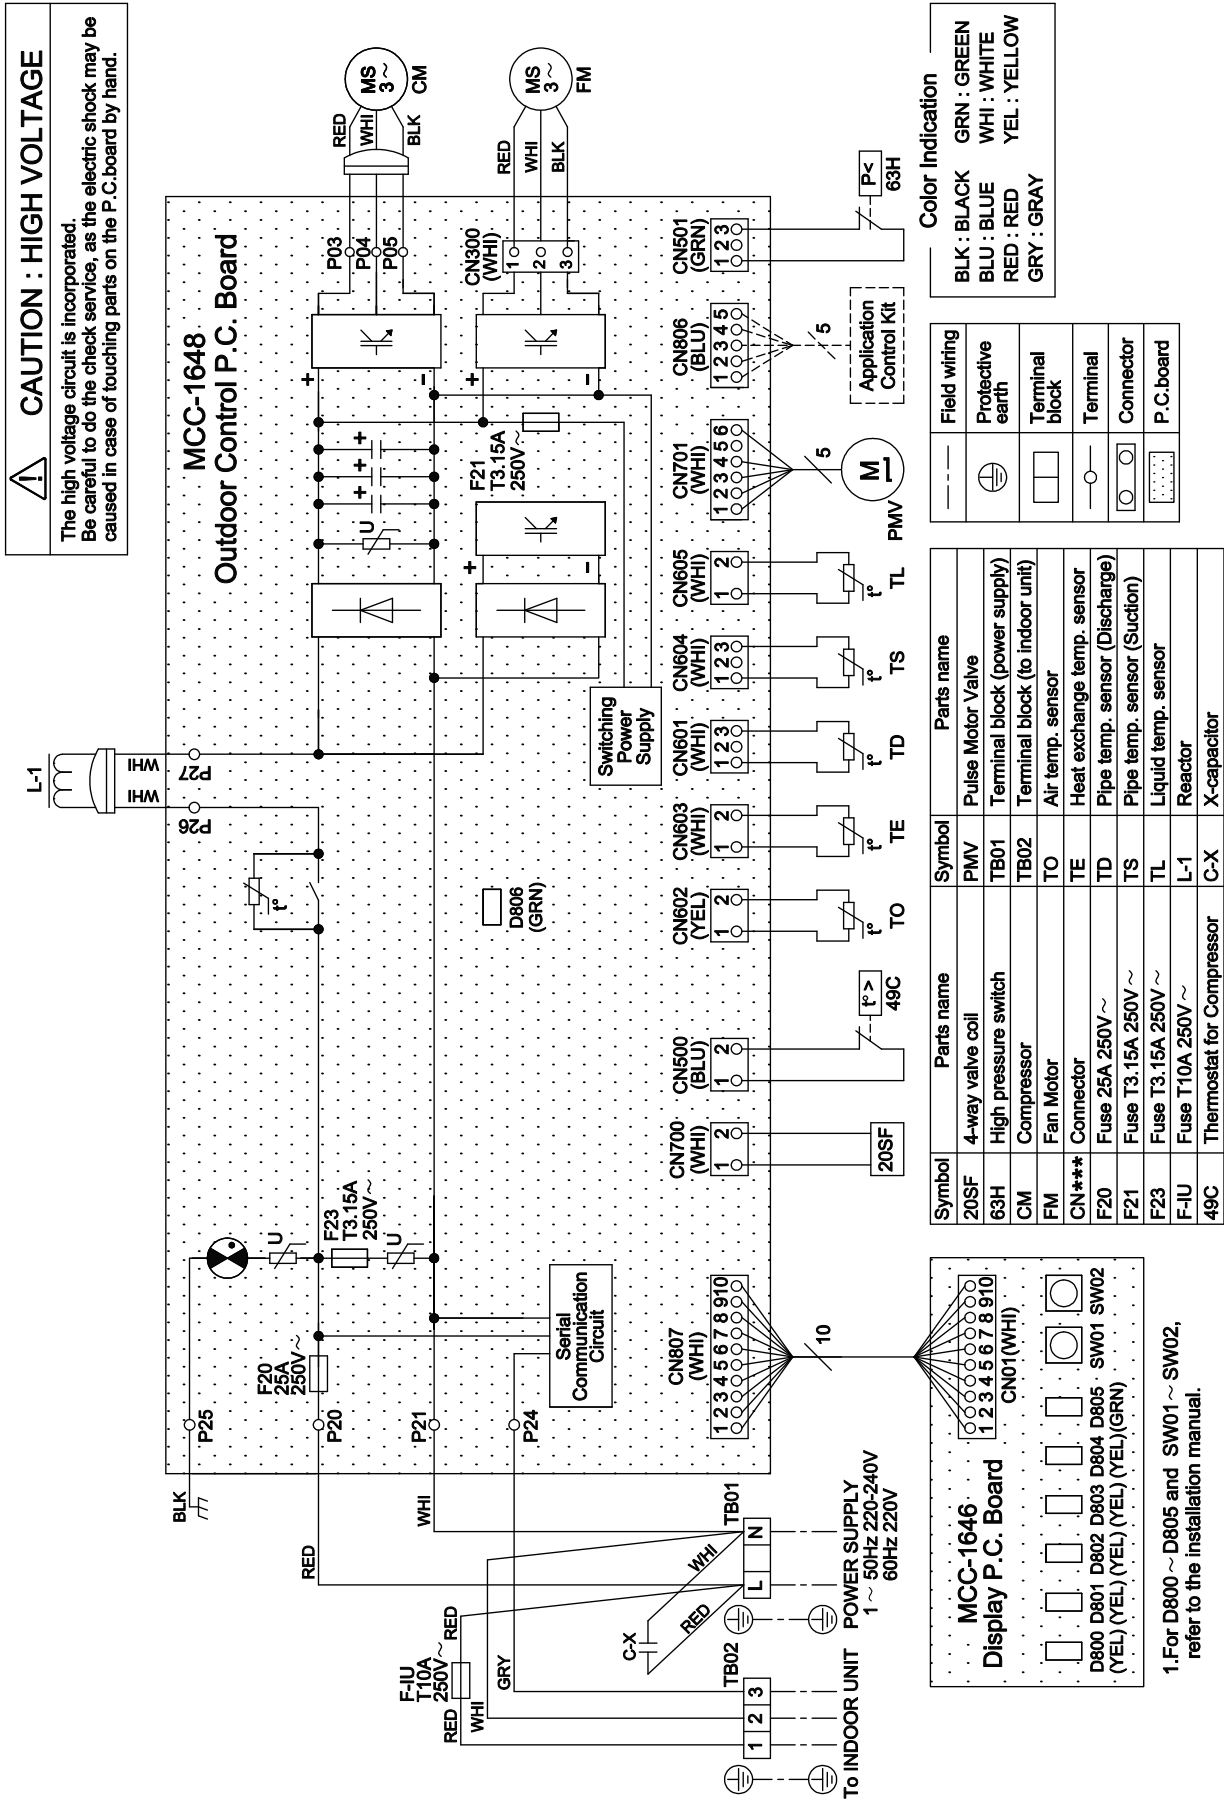 CAUTION : HIGH VOLTAGE
The high voltage circuit is incorporated.
Be careful to do the check service, as the electric shock may be
caused in case of touching parts on the P.C.board by hand.
MCC-1648
Outdoor Control P.C. Board
L-1
WHI
WHI
P26
P27
t°
BLK
P25
U
F20
25A
250V～
F23
T3.15A
250V～
U
RED
P20
WHI
P21
P24
Serial
Communication
Circuit
D806
(GRN)
Switching
Power
Supply
U
+
+
+
+
-
+
-
+
-
F21
T3.15A
250V～
P03
P04
P05
RED
WHI
BLK
MS
3～
CM
CN300
(WHI)
1
2
3
RED
WHI
BLK
MS
3～
FM
F-IU
T10A
250V～
RED
RED
WHI
GRY
C-X
WHI
RED
TB02
1
2
3
To INDOOR UNIT
TB01
L
N
POWER SUPPLY
1～ 50Hz 220-240V
60Hz 220V
CN807
(WHI)
1 2 3 4 5 6 7 8 9 10
10
CN700
(WHI)
1 2
20SF
CN500
(BLU)
1 2
t° >
49C
CN602
(YEL)
1 2
t°
TO
CN603
(WHI)
1 2
t°
TE
CN601
(WHI)
1 2 3
t°
TD
CN604
(WHI)
1 2 3
t°
TS
CN605
(WHI)
1 2
t°
TL
CN701
(WHI)
1 2 3 4 5 6
5
M
PMV
CN806
(BLU)
1 2 3 4 5
5
Application
Control Kit
CN501
(GRN)
1 2 3
P<
63H
MCC-1646
Display P.C. Board
1 2 3 4 5 6 7 8 9 10
CN01(WHI)
D800 D801 D802 D803 D804 D805 SW01 SW02
(YEL) (YEL) (YEL) (YEL) (YEL) (GRN)
1.For D800～D805 and SW01～SW02,
refer to the installation manual.
Symbol Parts name Symbol Parts name
20SF 4-way valve coil PMV Pulse Motor Valve
63H High pressure switch TB01 Terminal block (power supply)
CM Compressor TB02 Terminal block (to indoor unit)
FM Fan Motor TO Air temp. sensor
CN*** Connector TE Heat exchange temp. sensor
F20 Fuse 25A 250V～ TD Pipe temp. sensor (Discharge)
F21 Fuse T3.15A 250V～ TS Pipe temp. sensor (Suction)
F23 Fuse T3.15A 250V～ TL Liquid temp. sensor
F-IU Fuse T10A 250V～ L-1 Reactor
49C Thermostat for Compressor C-X X-capacitor
Field wiring
Protective
earth
Terminal
block
Terminal
Connector
P.C.board
Color Indication
BLK : BLACK GRN : GREEN
BLU : BLUE WHI : WHITE
RED : RED YEL : YELLOW
GRY : GRAY